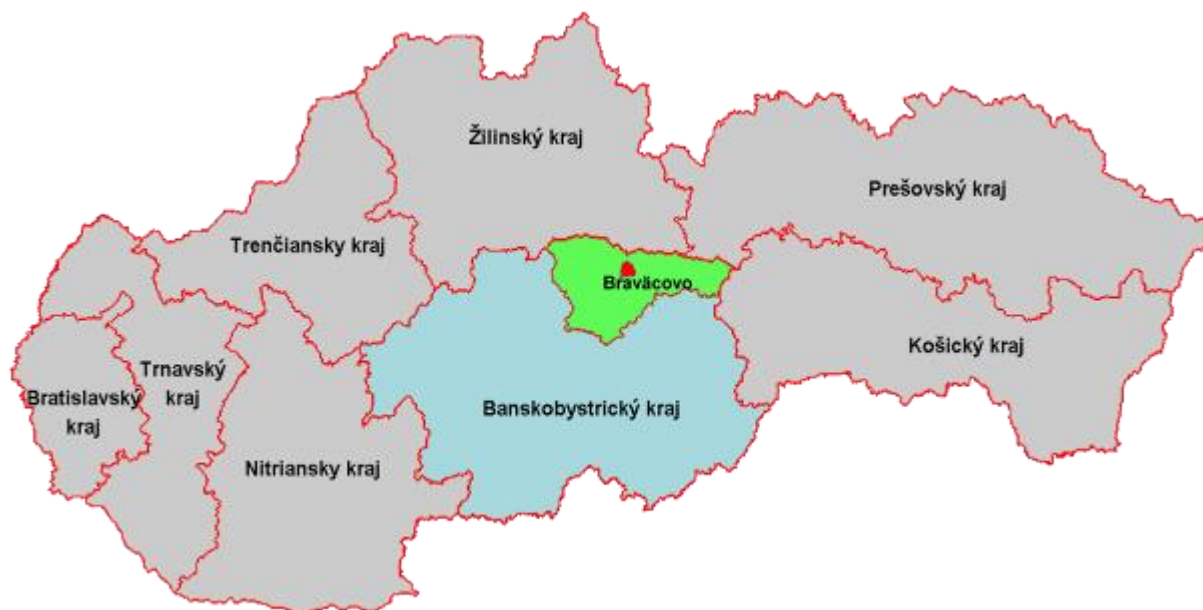 Žilinský kraj
Prešovský kraj
Trenčiansky kraj
Braväcovo
Košický kraj
Trnavský
kraj
Bratislavský
kraj
Banskobystrický kraj
Nitriansky kraj